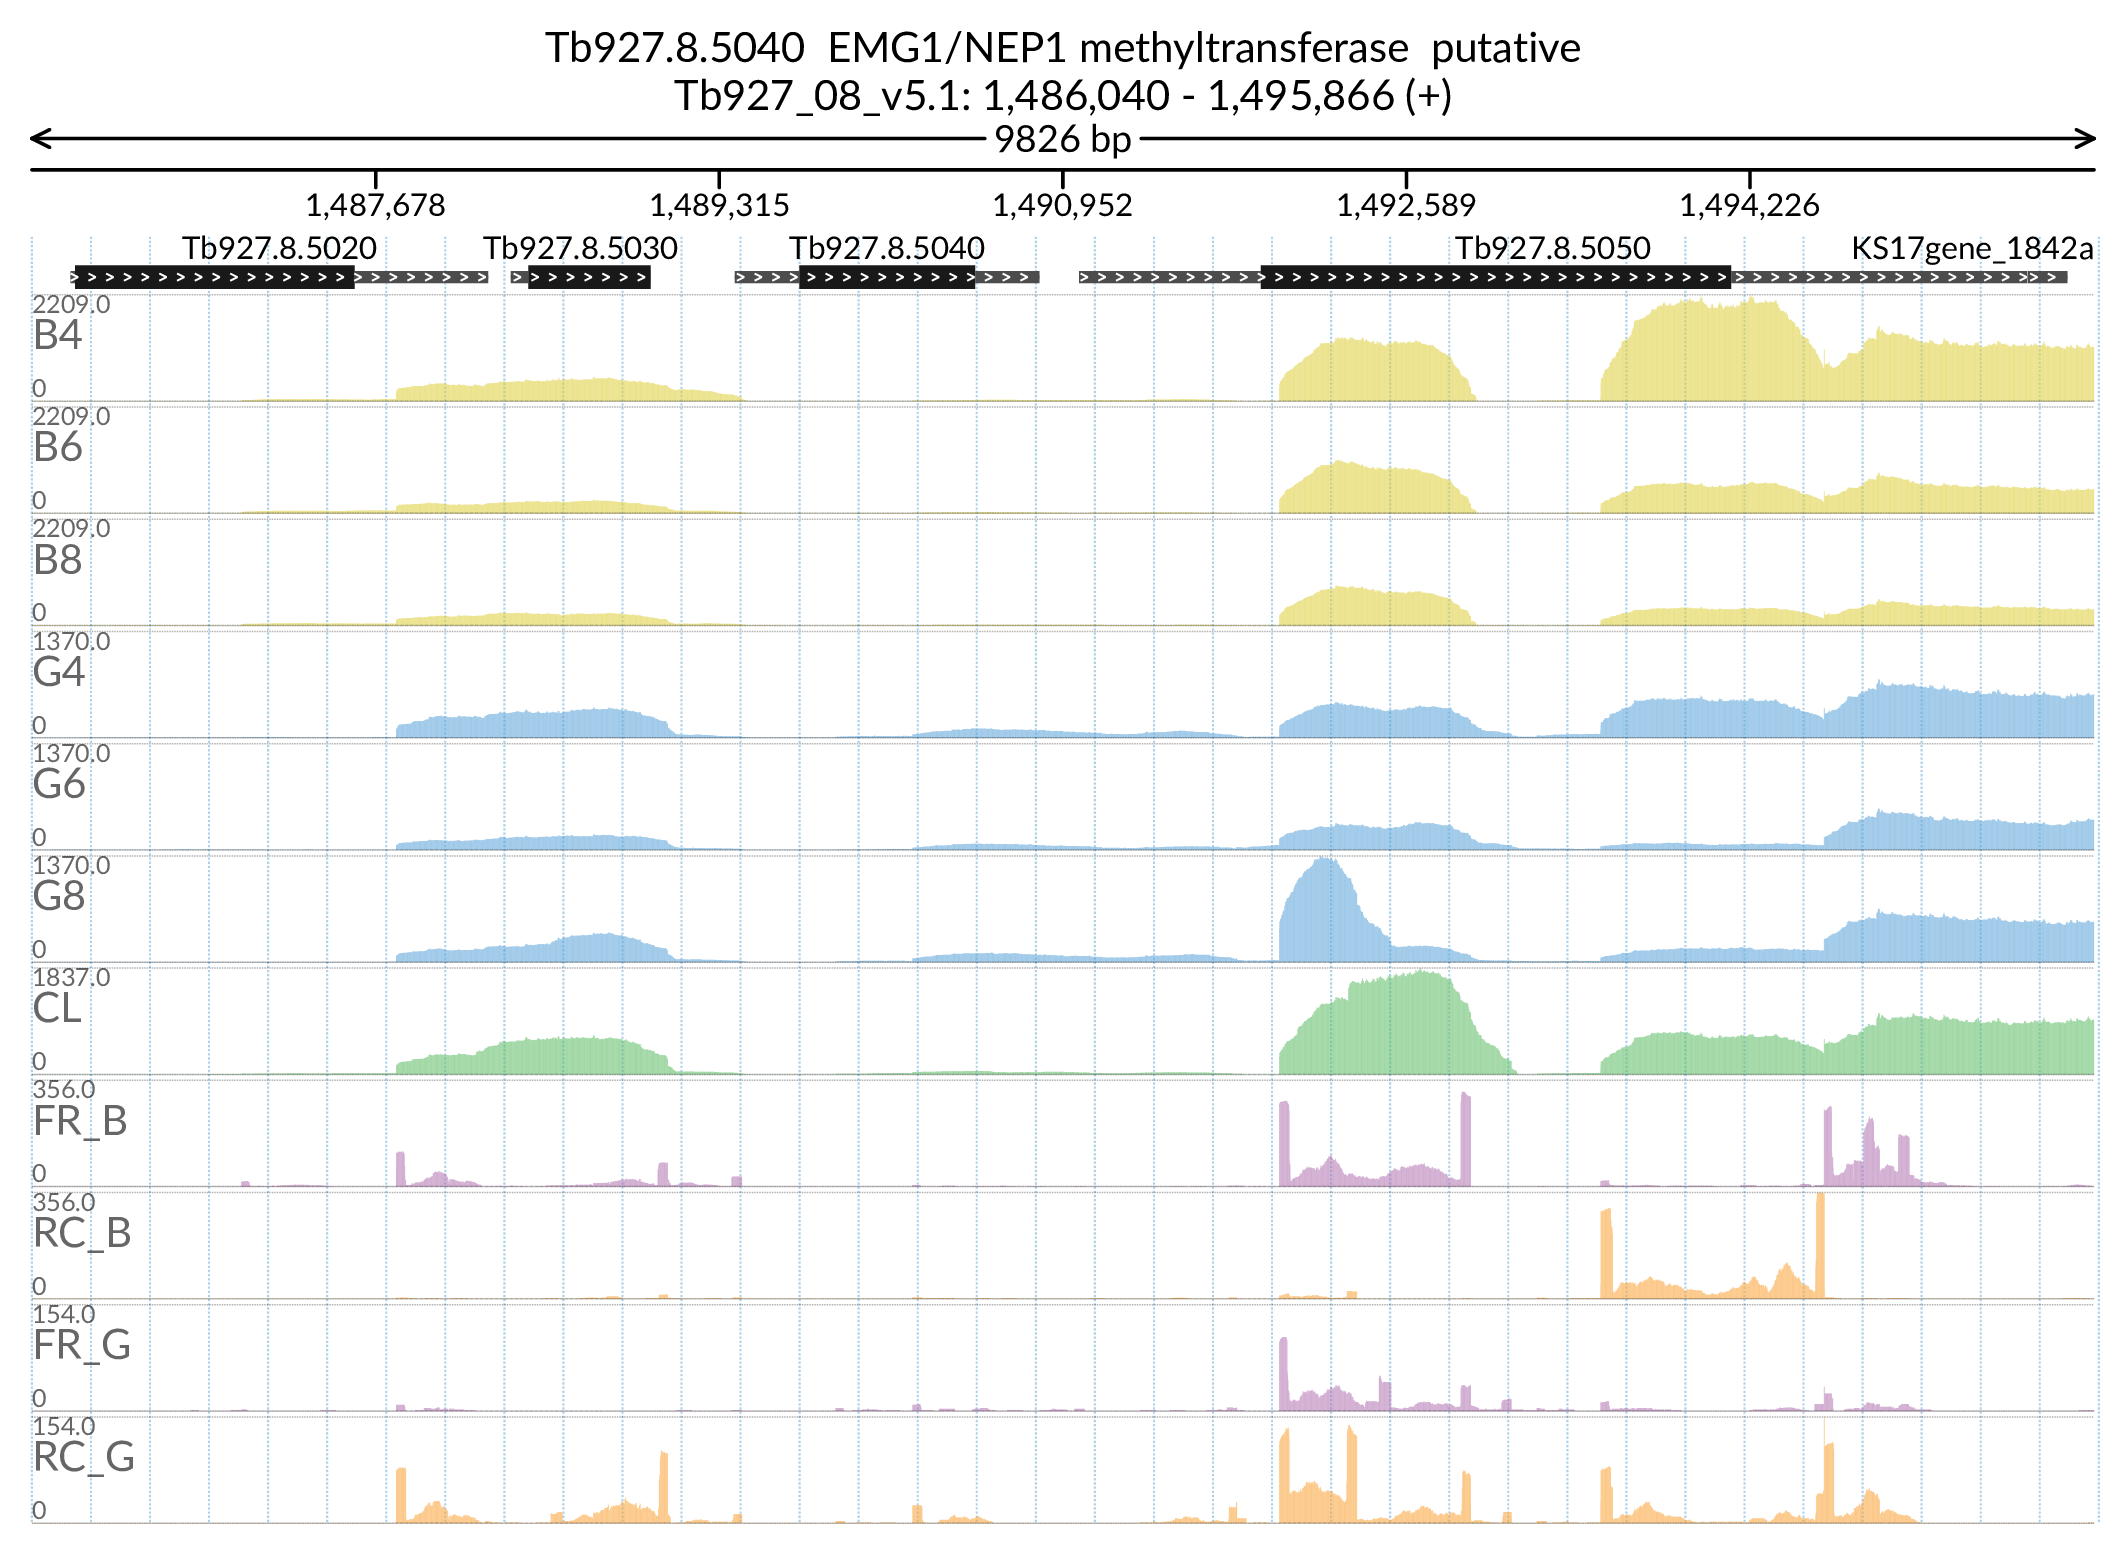 Tb927.8.5040  EMG1/NEP1 methyltransferase  putative
Tb927_08_v5.1: 1,486,040 - 1,495,866 (+)
9826 bp
1,487,678 1,489,315 1,490,952 1,492,589 1,494,226
Tb927.8.5020 Tb927.8.5030 Tb927.8.5040 Tb927.8.5050 KS17gene_1842a
2209.0
B4
0
2209.0
B6
0
2209.0
B8
0
1370.0
G4
0
1370.0
G6
0
1370.0
G8
0
1837.0
CL
0
356.0
FR_B
0
356.0
RC_B
0
154.0
FR_G
0
154.0
RC_G
0